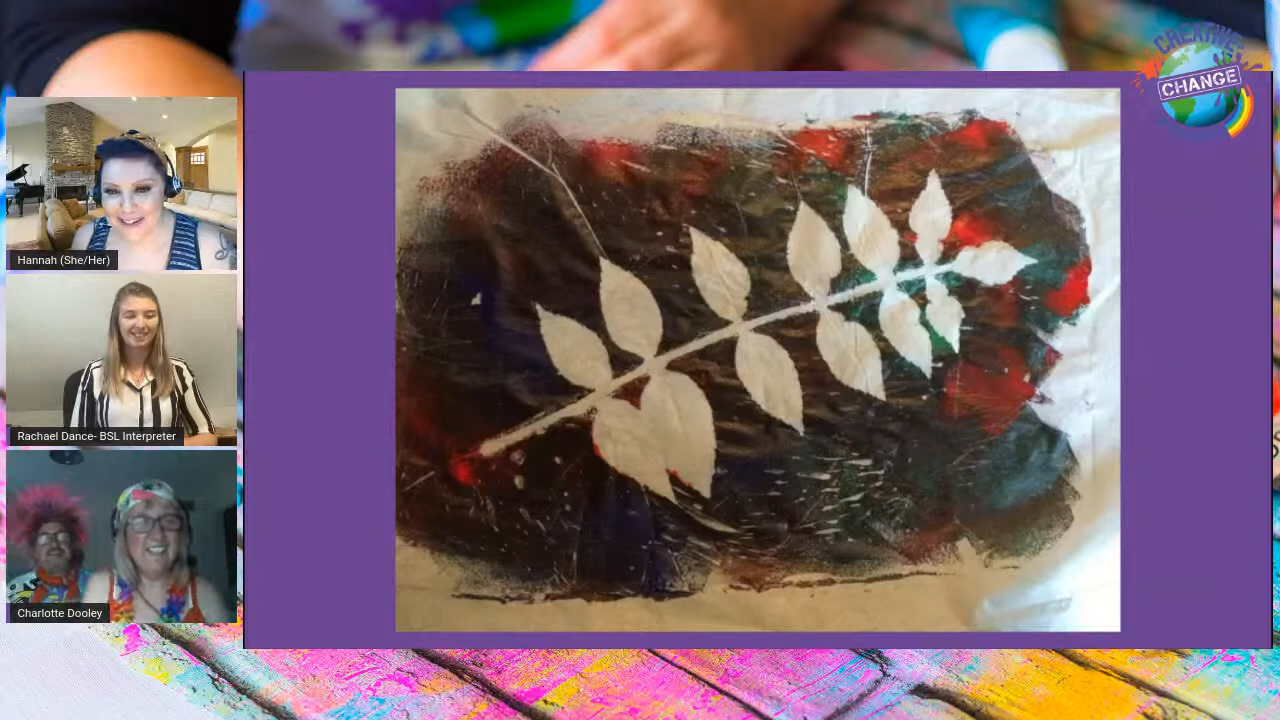 CREATIVE
CHANGE
Hannah (She/Her)
Rachael Dance- BSL Interpreter
Charlotte Dooley